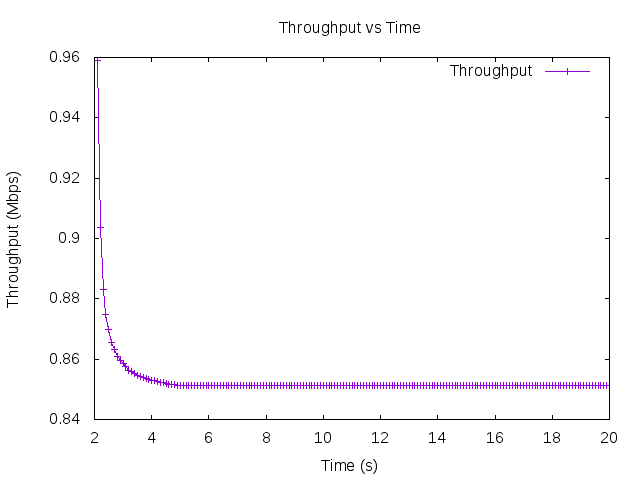 Throughput vs Time
Throughput
Throughput (Mbps)
0.96
0.94
0.92
0.9
0.88
0.86
0.84
2 4 6 8 10 12 14 16 18 20
Time (s)